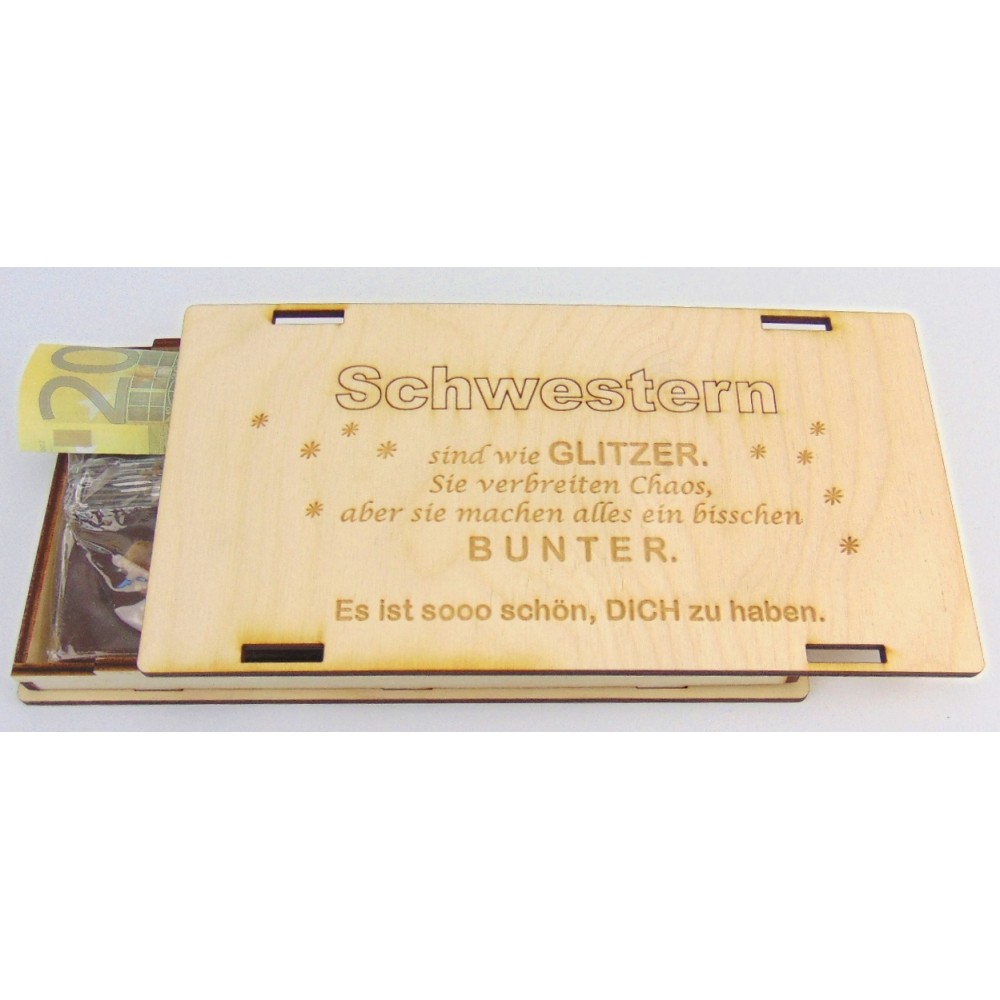 20
Schwestern
sind wie GLITZER.
Sie verbreiten Chaos,
aber sie machen alles ein bisschen
BUNTER.
Es ist sooo schön, DICH zu haben.